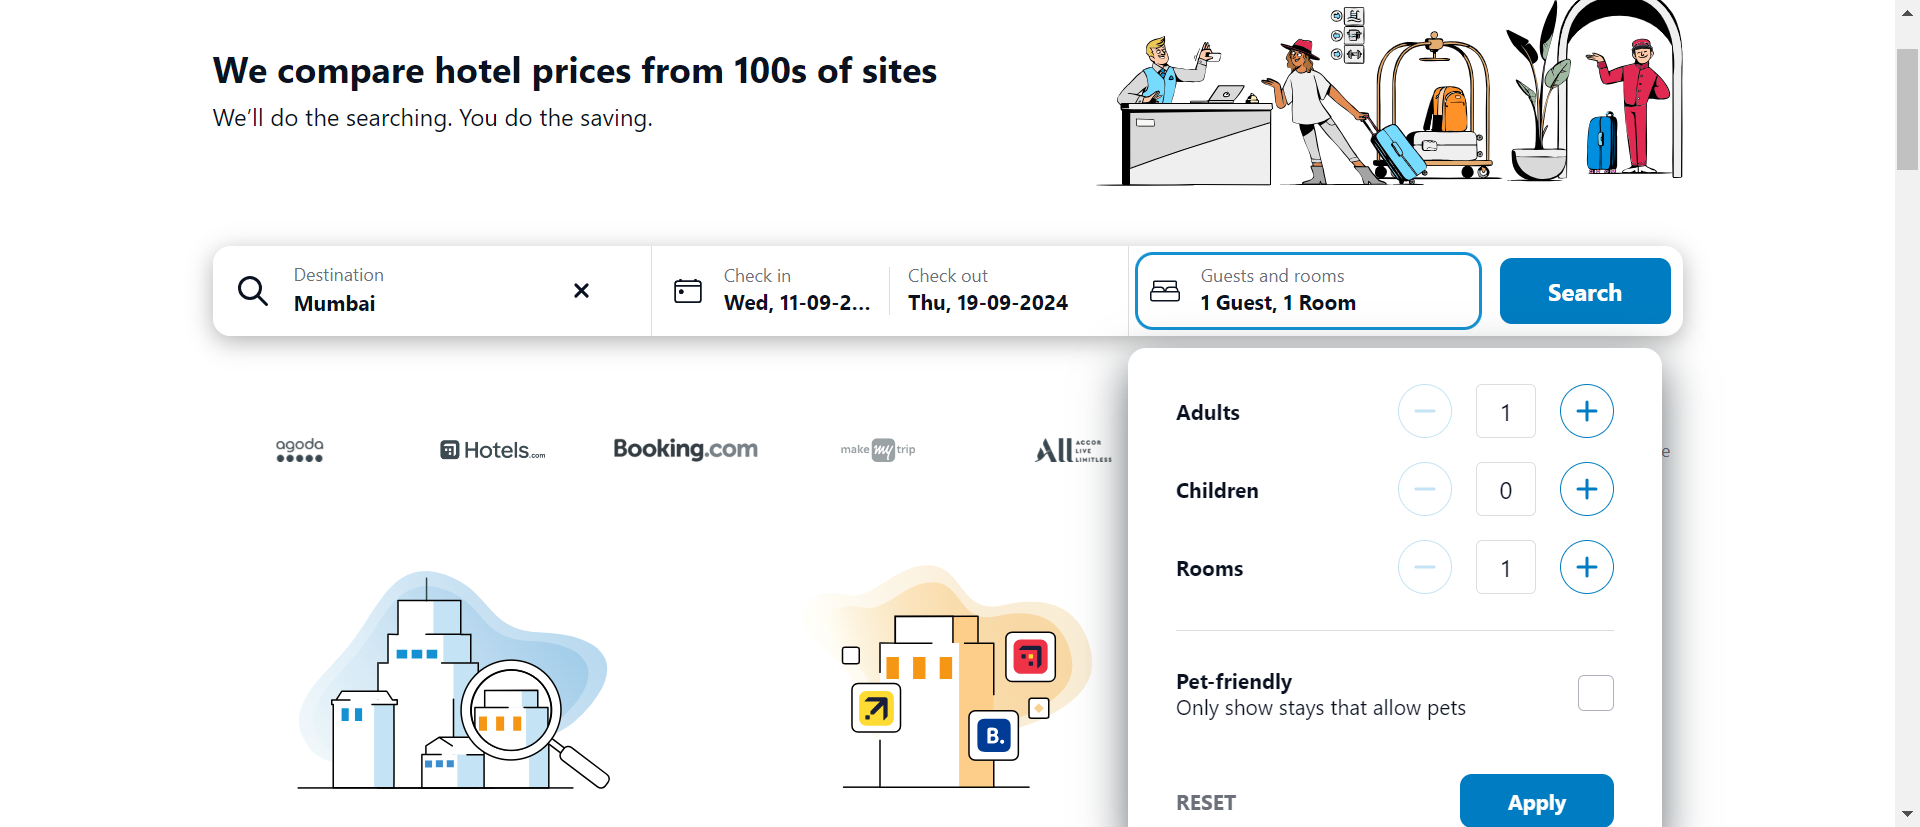 We compare hotel prices from 100s of sites
We'll do the searching. You do the saving.
Destination
Mumbai
Check in
Wed, 11-09-2...
Check out
Thu, 19-09-2024
Guests and rooms
1 Guest, 1 Room
Search
agoda
Hotels.com
Booking.com
make my trip
ALL ACCOR LIVE LIMITLESS
e
Adults
1
Children
0
Rooms
1
Pet-friendly
Only show stays that allow pets
B.
RESET
Apply